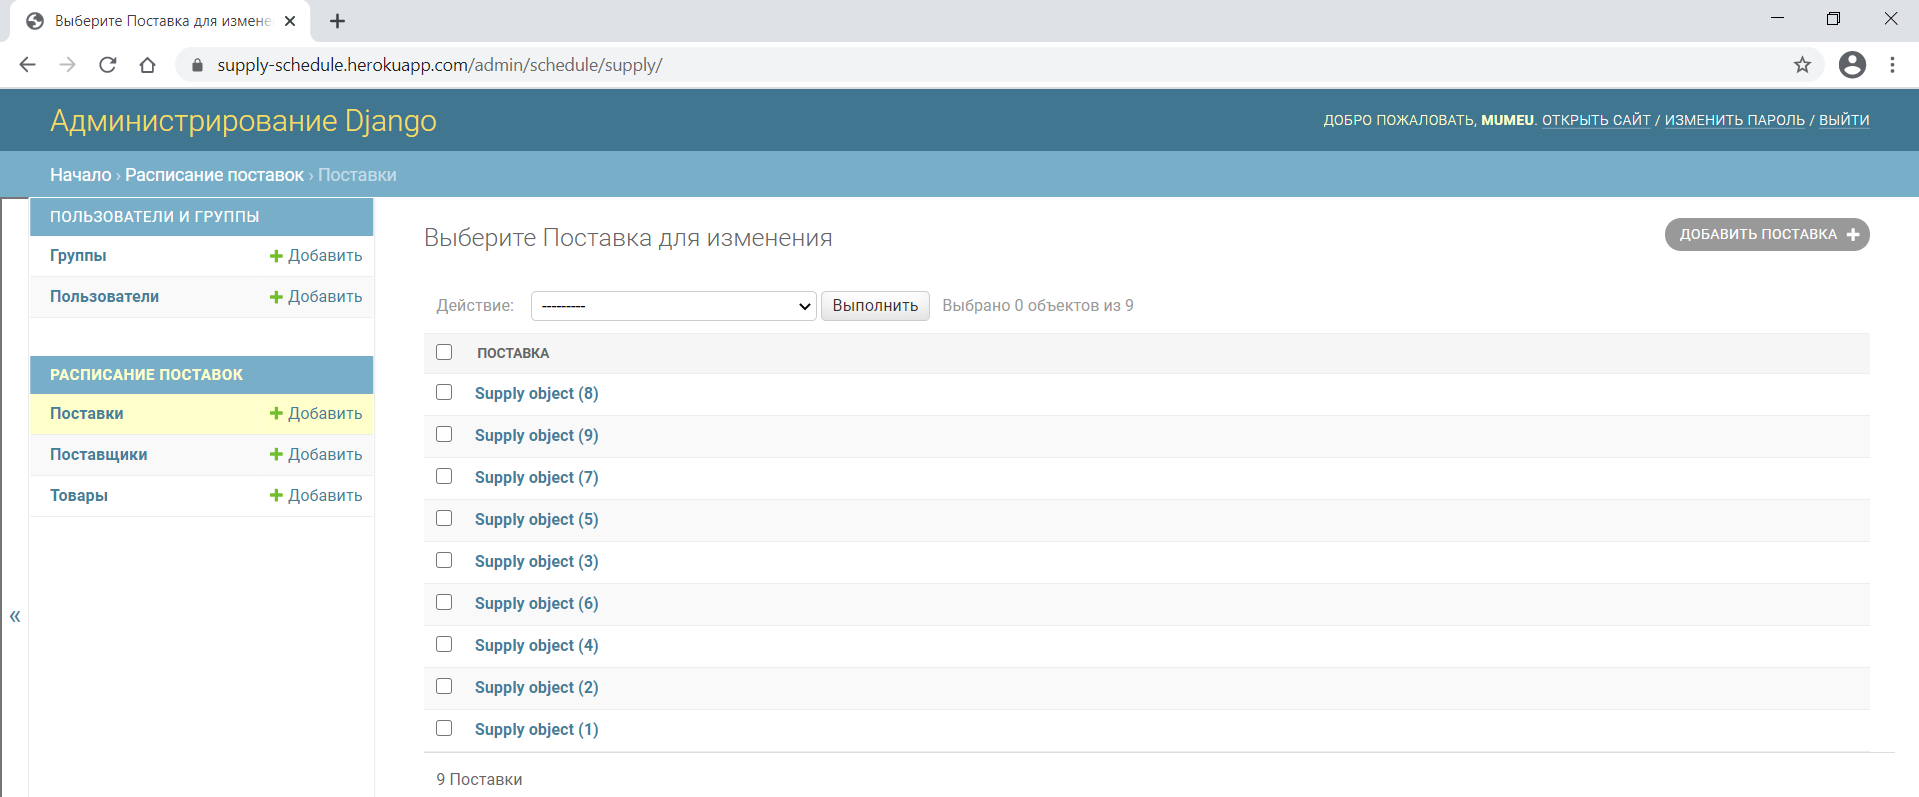 Выберите Поставка для измене
supply-schedule.herokuapp.com/admin/schedule/supply/
Администрирование Django
ДОБРО ПОЖАЛОВАТЬ, MUMEU. ОТКРЫТЬ САЙТ / ИЗМЕНИТЬ ПАРОЛЬ / ВЫЙТИ
Начало › Расписание поставок › Поставки
ПОЛЬЗОВАТЕЛИ И ГРУППЫ
Группы + Добавить
Пользователи + Добавить
РАСПИСАНИЕ ПОСТАВОК
Поставки + Добавить
Поставщики + Добавить
Товары + Добавить
«
Выберите Поставка для изменения
ДОБАВИТЬ ПОСТАВКА +
Действие: --------- Выполнить Выбрано 0 объектов из 9
ПОСТАВКА
Supply object (8)
Supply object (9)
Supply object (7)
Supply object (5)
Supply object (3)
Supply object (6)
Supply object (4)
Supply object (2)
Supply object (1)
9 Поставки